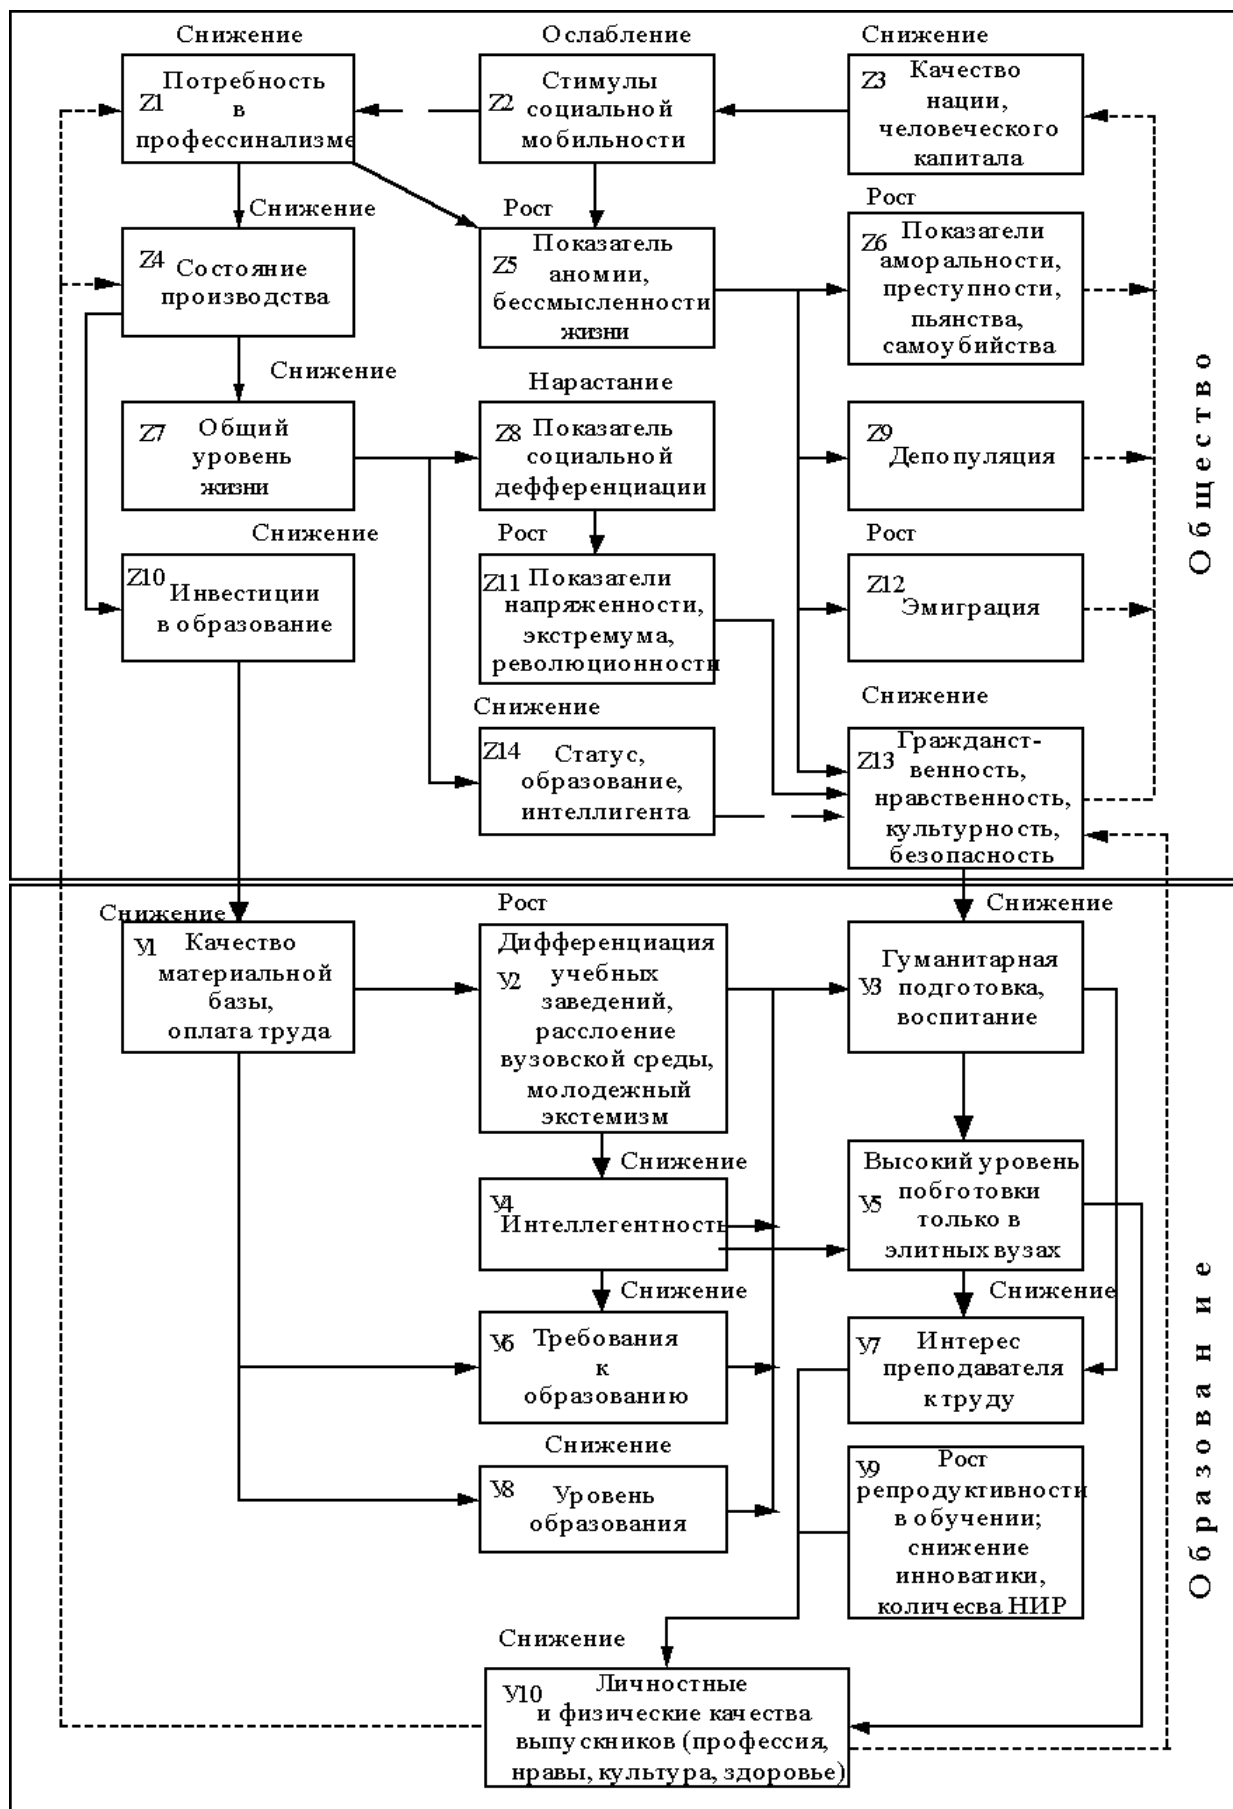 Снижение
Потребность
Z1
в
профессинализме
Ослабление
Стимулы
Z2
социальной
мобильности
Снижение
Качество
Z3
нации,
человеческого
капитала
Снижение
Z4
Состояние
производства
Рост
Показатель
Z5
аномии,
бессмысленности
жизни
Рост
Показатели
Z6
аморальности,
преступности,
пьянства,
самоубийства
Снижение
Z7
Общий
уровень
жизни
Нарастание
Z8
Показатель
социальной
дефференциации
Z9
Депопуляция
Снижение
Z10
Инвестиции
в образование
Рост
Z11
Показатели
напряженности,
экстремума,
революционности
Рост
Z12
Эмиграция
Снижение
Z14
Статус,
образование,
интеллигента
Снижение
Гражданст-
Z13
венность,
нравственность,
культурность,
безопасность
Общество
Снижение
У1
Качество
материальной
базы,
оплата труда
Рост
Дифференциация
У2
учебных
заведений,
расслоение
вузовской среды,
молодежный
экстемизм
Снижение
Гуманитарная
У3
подготовка,
воспитание
Снижение
У4
Интеллегентность
Высокий уровень
побготовки
У5
только в
элитных вузах
Снижение
У6
Требования
к
образованию
Снижение
У7
Интерес
преподавателя
к труду
Снижение
У8
Уровень
образования
У9
Рост
репродуктивности
в обучении;
снижение
инноватики,
количесва НИР
Снижение
У10
Личностные
и физические качества
выпускников (профессия,
нравы, культура, здоровье)
Образование